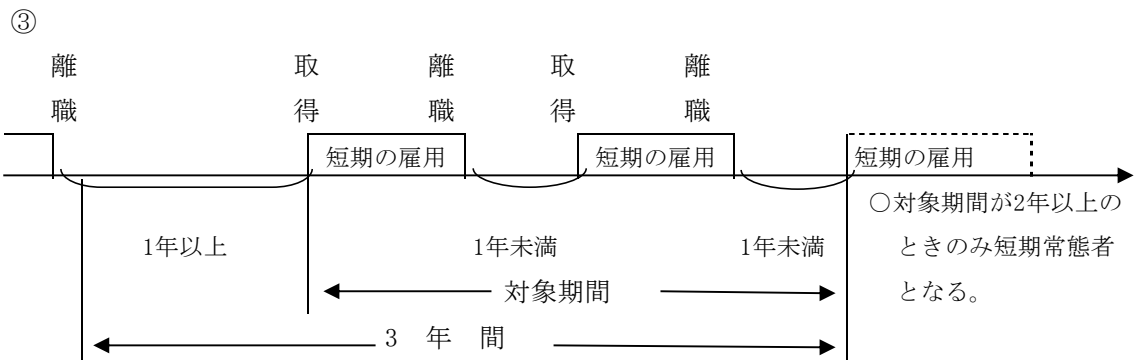 ③
離職
取得
離職
取得
離職
短期の雇用
短期の雇用
短期の雇用
○対象期間が2年以上の
ときのみ短期常態者
となる。
1年以上
1年未満
1年未満
対象期間
3 年 間